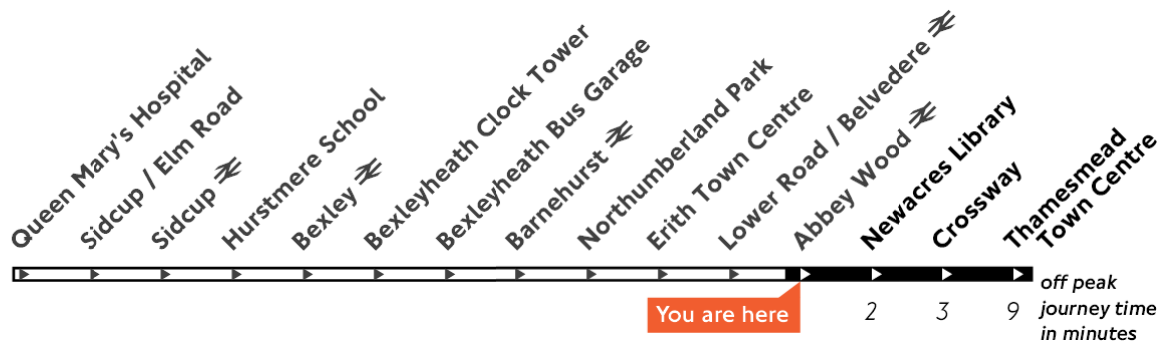 Queen Mary's Hospital
Sidcup / Elm Road
Sidcup
Hurstmere School
Bexley
Bexleyheath Clock Tower
Bexleyheath Bus Garage
Barnehurst
Northumberland Park
Erith Town Centre
Lower Road / Belvedere
Abbey Wood
Newacres Library
Crossway
Thamesmead
Town Centre
You are here
2 3 9
off peak
journey time
in minutes